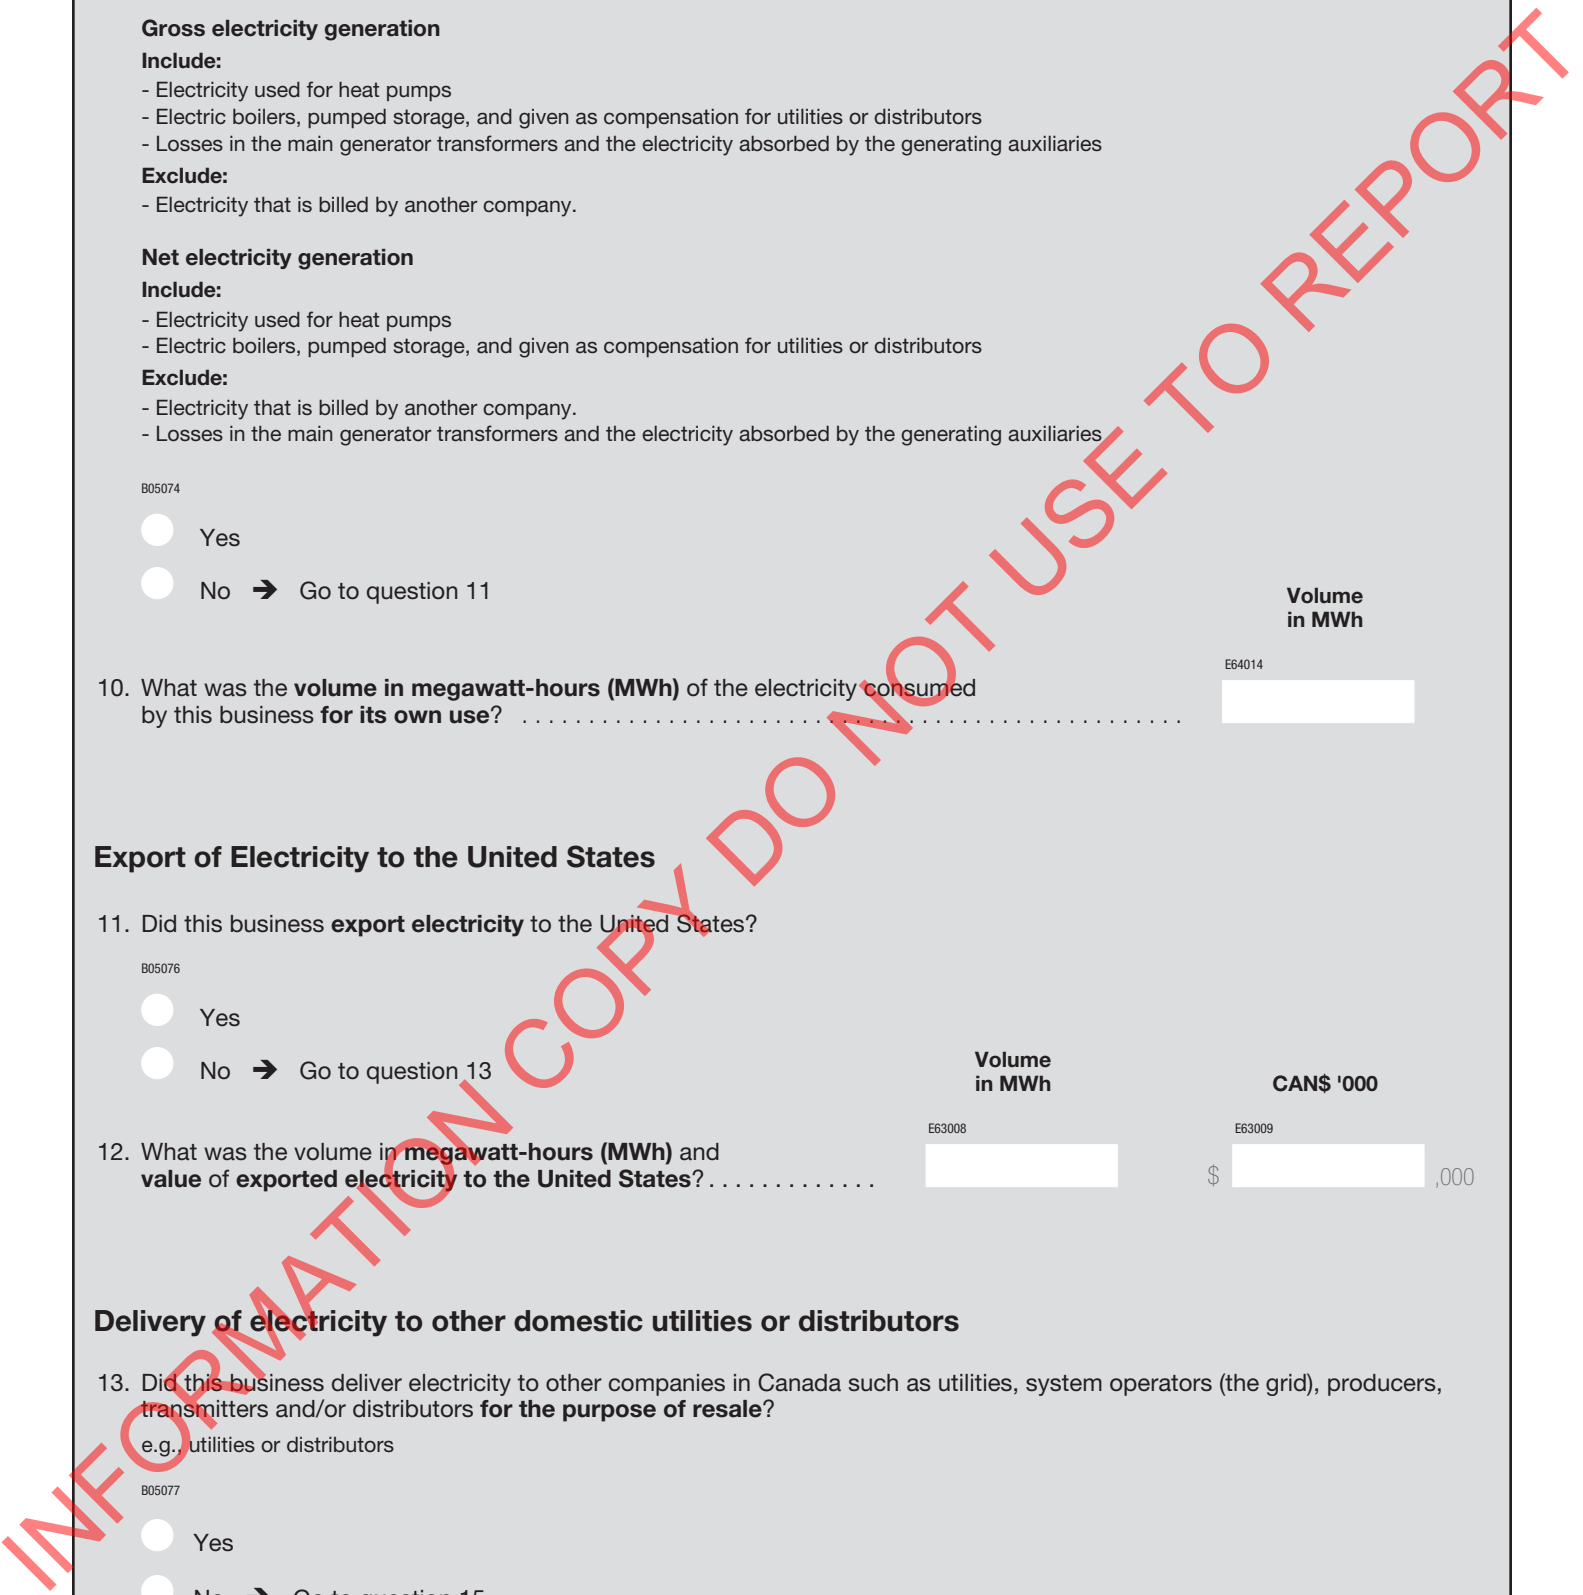 Gross electricity generation
Include:
- Electricity used for heat pumps
- Electric boilers, pumped storage, and given as compensation for utilities or distributors
- Losses in the main generator transformers and the electricity absorbed by the generating auxiliaries
Exclude:
- Electricity that is billed by another company.
Net electricity generation
Include:
- Electricity used for heat pumps
- Electric boilers, pumped storage, and given as compensation for utilities or distributors
Exclude:
- Electricity that is billed by another company.
- Losses in the main generator transformers and the electricity absorbed by the generating auxiliaries
B05074
Yes
No ➔ Go to question 11
Volume
in MWh
E64014
10. What was the volume in megawatt-hours (MWh) of the electricity consumed
by this business for its own use? . . . . . . . . . . . . . . . . . . . . . . . . . . . . . . . . . . . . . . . . . . . . . . . . . .
Export of Electricity to the United States
11. Did this business export electricity to the United States?
B05076
Yes
No ➔ Go to question 13
Volume
in MWh
CAN$ '000
E63008
E63009
12. What was the volume in megawatt-hours (MWh) and
value of exported electricity to the United States? . . . . . . . . . . . . .
$ ,000
Delivery of electricity to other domestic utilities or distributors
13. Did this business deliver electricity to other companies in Canada such as utilities, system operators (the grid), producers,
transmitters and/or distributors for the purpose of resale?
e.g., utilities or distributors
B05077
Yes
No ➔ Go to question 15
INFORMATION COPY DO NOT USE TO REPORT